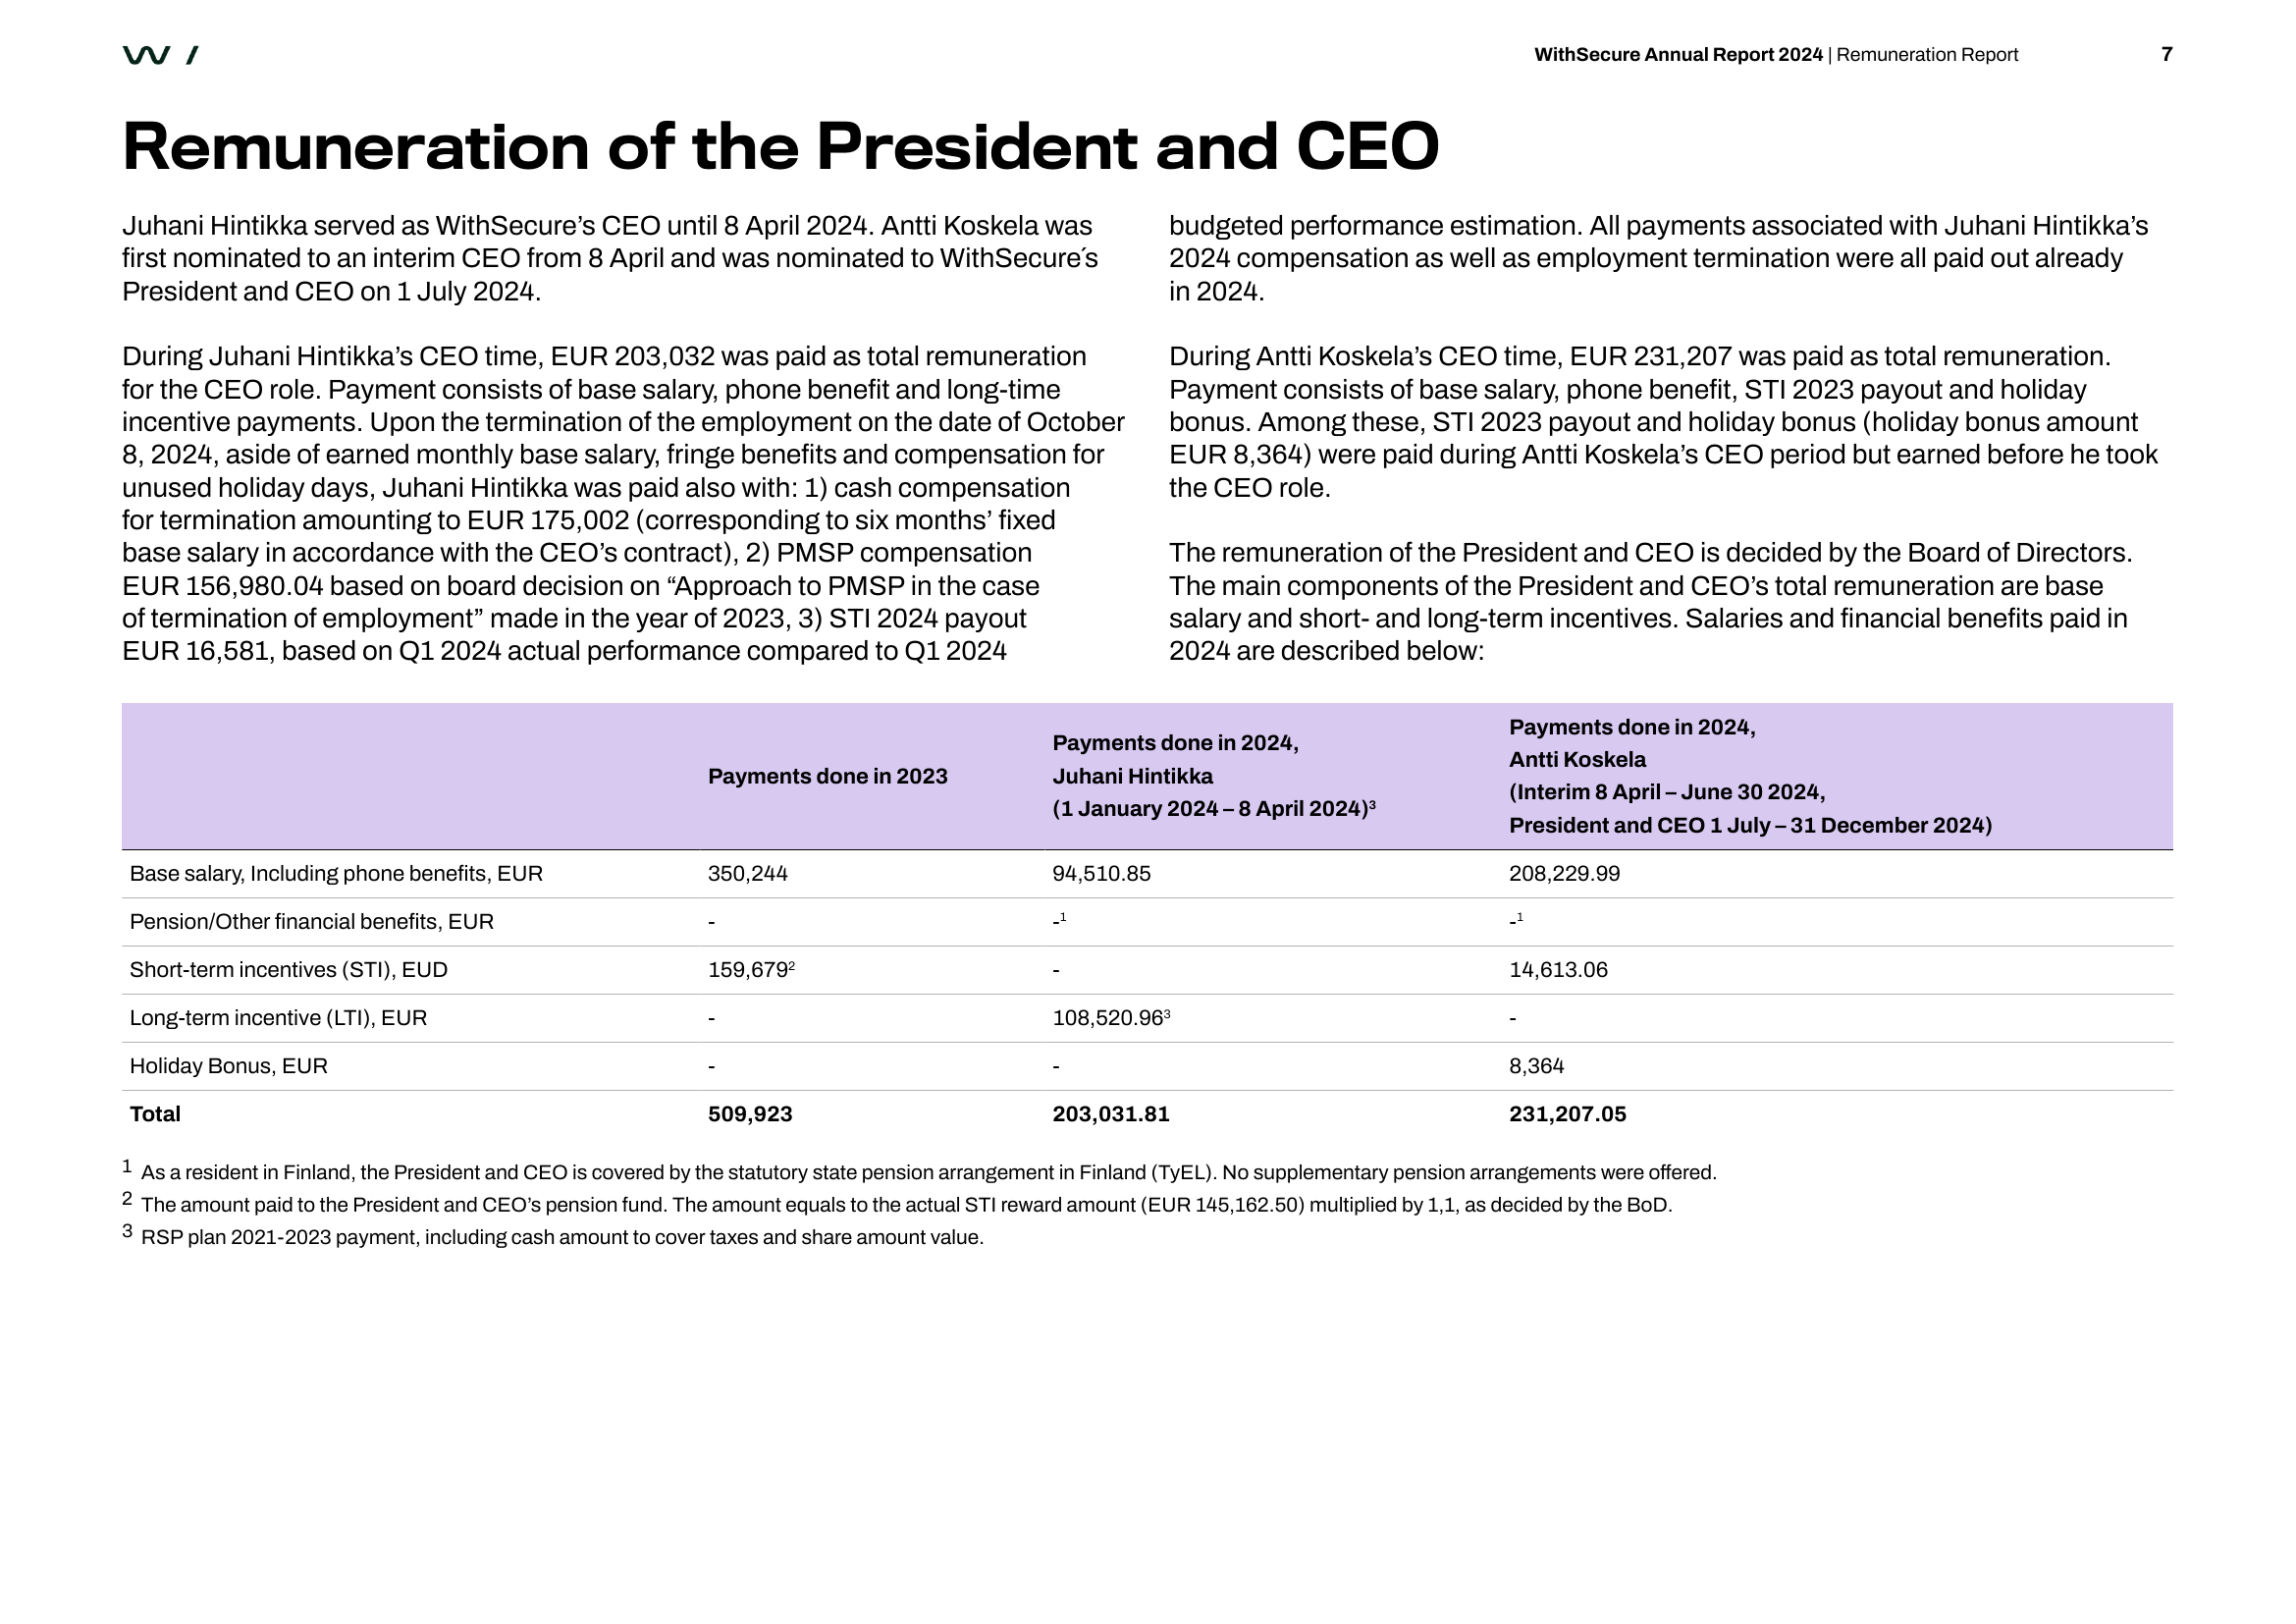 W /
WithSecure Annual Report 2024 | Remuneration Report 7
Remuneration of the President and CEO
Juhani Hintikka served as WithSecure’s CEO until 8 April 2024. Antti Koskela was
first nominated to an interim CEO from 8 April and was nominated to WithSecure´s
President and CEO on 1 July 2024.
During Juhani Hintikka’s CEO time, EUR 203,032 was paid as total remuneration
for the CEO role. Payment consists of base salary, phone benefit and long-time
incentive payments. Upon the termination of the employment on the date of October
8, 2024, aside of earned monthly base salary, fringe benefits and compensation for
unused holiday days, Juhani Hintikka was paid also with: 1) cash compensation
for termination amounting to EUR 175,002 (corresponding to six months’ fixed
base salary in accordance with the CEO’s contract), 2) PMSP compensation
EUR 156,980.04 based on board decision on “Approach to PMSP in the case
of termination of employment” made in the year of 2023, 3) STI 2024 payout
EUR 16,581, based on Q1 2024 actual performance compared to Q1 2024
budgeted performance estimation. All payments associated with Juhani Hintikka’s
2024 compensation as well as employment termination were all paid out already
in 2024.
During Antti Koskela’s CEO time, EUR 231,207 was paid as total remuneration.
Payment consists of base salary, phone benefit, STI 2023 payout and holiday
bonus. Among these, STI 2023 payout and holiday bonus (holiday bonus amount
EUR 8,364) were paid during Antti Koskela’s CEO period but earned before he took
the CEO role.
The remuneration of the President and CEO is decided by the Board of Directors.
The main components of the President and CEO’s total remuneration are base
salary and short- and long-term incentives. Salaries and financial benefits paid in
2024 are described below:
Payments done in 2023
Payments done in 2024,
Juhani Hintikka
(1 January 2024 – 8 April 2024)³
Payments done in 2024,
Antti Koskela
(Interim 8 April – June 30 2024,
President and CEO 1 July – 31 December 2024)
Base salary, Including phone benefits, EUR 350,244 94,510.85 208,229.99
Pension/Other financial benefits, EUR - -¹ -¹
Short-term incentives (STI), EUD 159,679² - 14,613.06
Long-term incentive (LTI), EUR - 108,520.96³ -
Holiday Bonus, EUR - - 8,364
Total 509,923 203,031.81 231,207.05
1 As a resident in Finland, the President and CEO is covered by the statutory state pension arrangement in Finland (TyEL). No supplementary pension arrangements were offered.
2 The amount paid to the President and CEO’s pension fund. The amount equals to the actual STI reward amount (EUR 145,162.50) multiplied by 1,1, as decided by the BoD.
3 RSP plan 2021-2023 payment, including cash amount to cover taxes and share amount value.